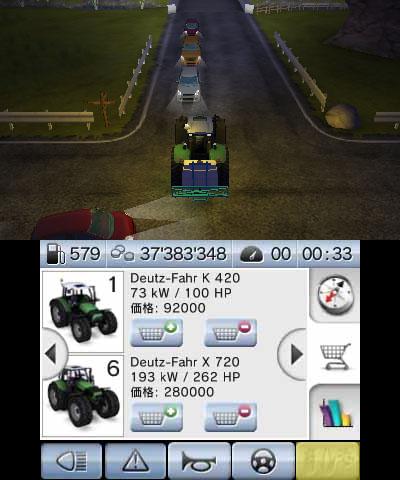 579 37'383'348 00 00:33
1
Deutz-Fahr K 420
73 kW / 100 HP
価格: 92000
6
Deutz-Fahr X 720
193 kW / 262 HP
価格: 280000